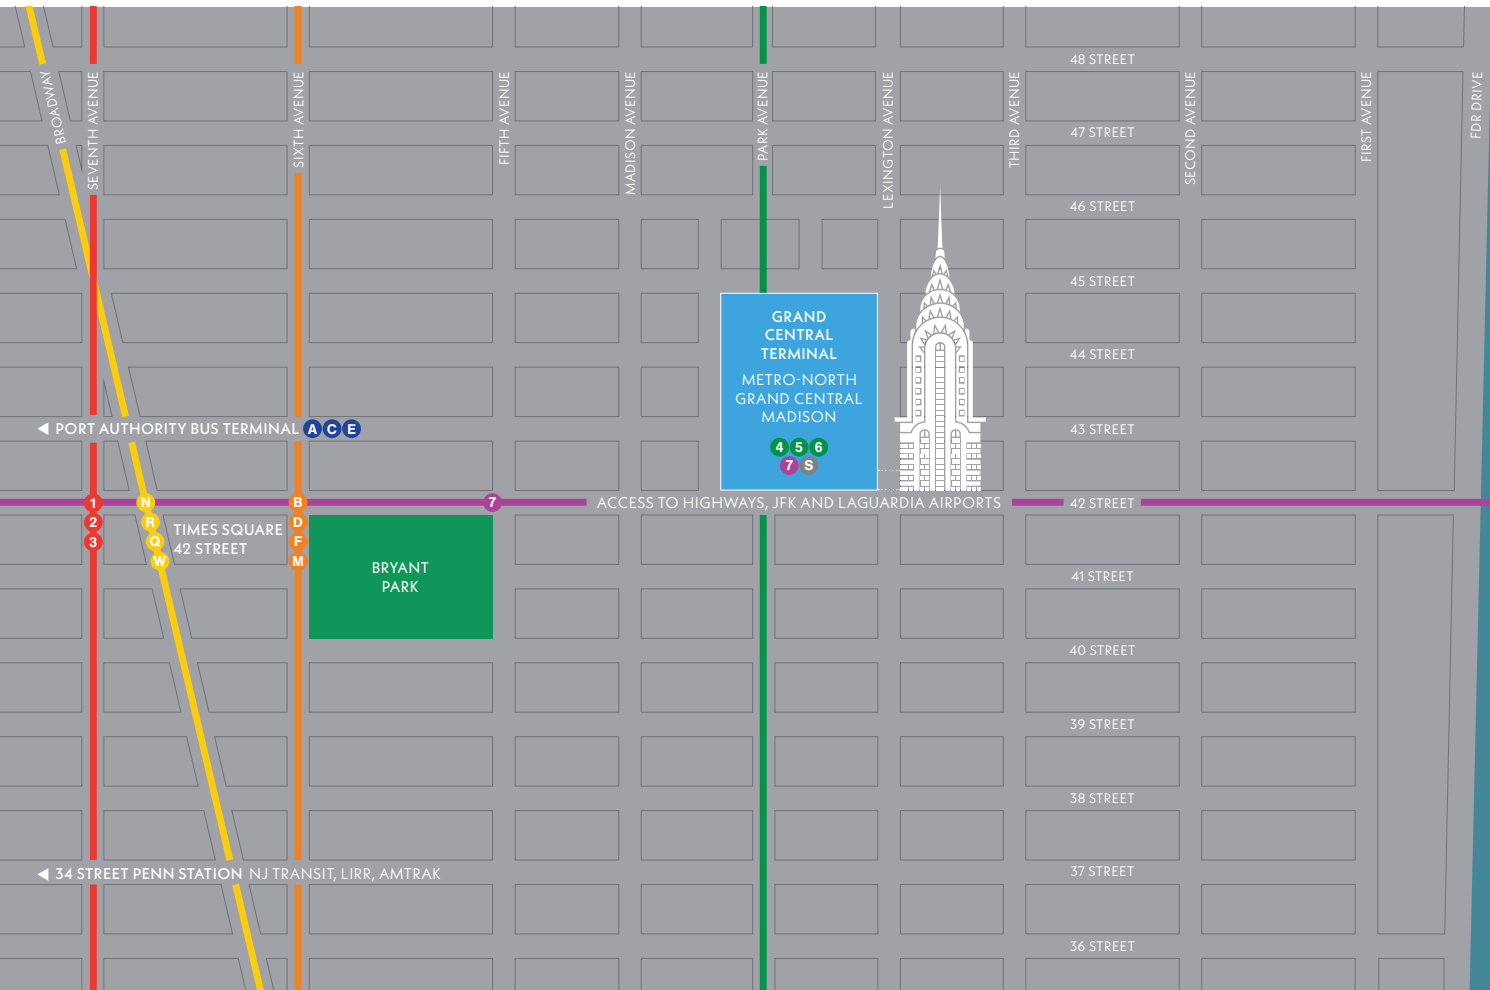 48 STREET
BROADWAY
SEVENTH AVENUE
SIXTH AVENUE
FIFTH AVENUE
MADISON AVENUE
PARK AVENUE
LEXINGTON AVENUE
THIRD AVENUE
SECOND AVENUE
FIRST AVENUE
FDR DRIVE
47 STREET
46 STREET
45 STREET
GRAND
CENTRAL
TERMINAL
METRO-NORTH
GRAND CENTRAL
MADISON
4 5 6
7 S
44 STREET
PORT AUTHORITY BUS TERMINAL A C E
43 STREET
1
2
3
N
R
Q
W
TIMES SQUARE
42 STREET
B
D
F
M
7
ACCESS TO HIGHWAYS, JFK AND LAGUARDIA AIRPORTS
42 STREET
BRYANT
PARK
41 STREET
40 STREET
39 STREET
38 STREET
34 STREET PENN STATION NJ TRANSIT, LIRR, AMTRAK
37 STREET
36 STREET